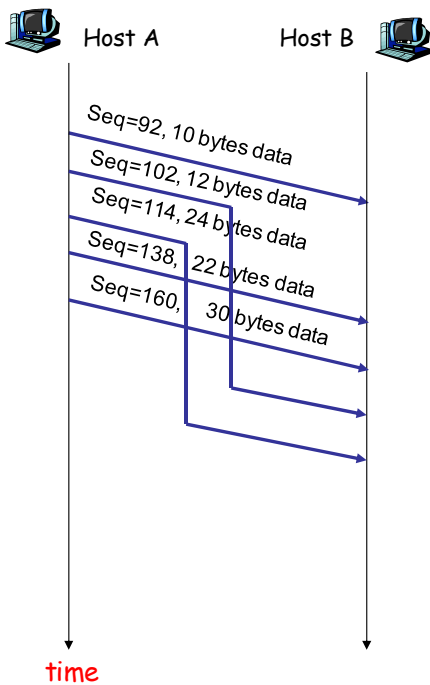 Host A
Host B
Seq=92, 10 bytes data
Seq=102, 12 bytes data
Seq=114, 24 bytes data
Seq=138, 22 bytes data
Seq=160, 30 bytes data
time